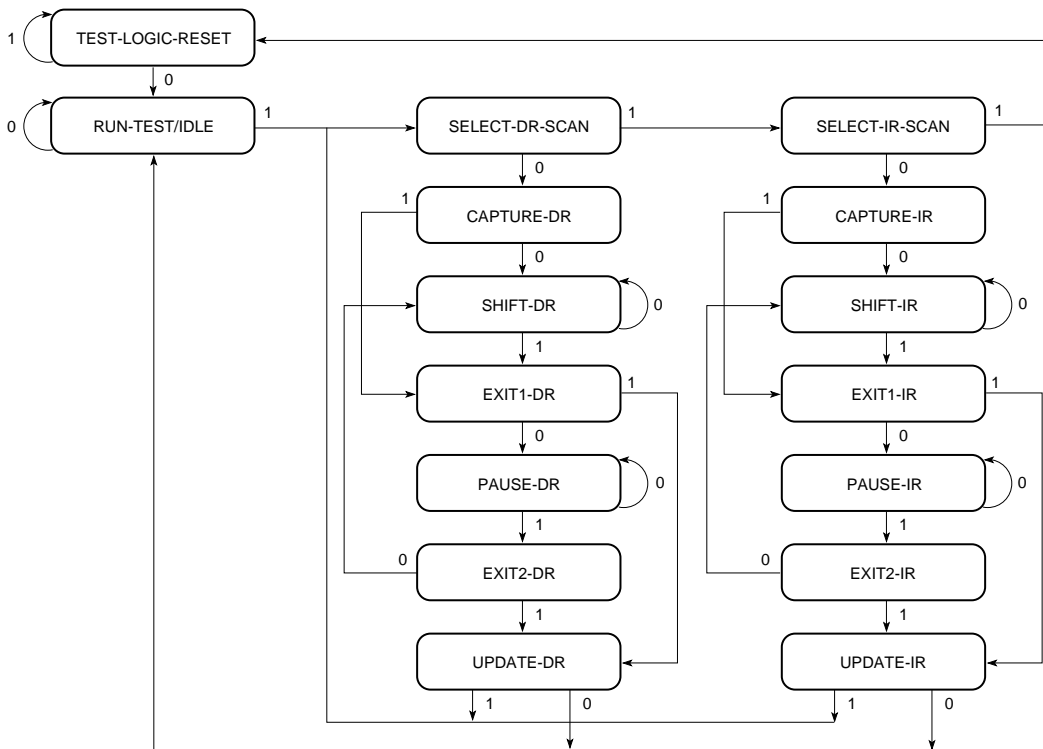 TEST-LOGIC-RESET
1
0
RUN-TEST/IDLE
0
1
SELECT-DR-SCAN
1
SELECT-IR-SCAN
1
0
0
1
CAPTURE-DR
1
CAPTURE-IR
0
0
SHIFT-DR
0
SHIFT-IR
0
1
1
EXIT1-DR
1
EXIT1-IR
1
0
0
PAUSE-DR
0
PAUSE-IR
0
1
1
0
EXIT2-DR
0
EXIT2-IR
1
1
UPDATE-DR
UPDATE-IR
1
0
1
0